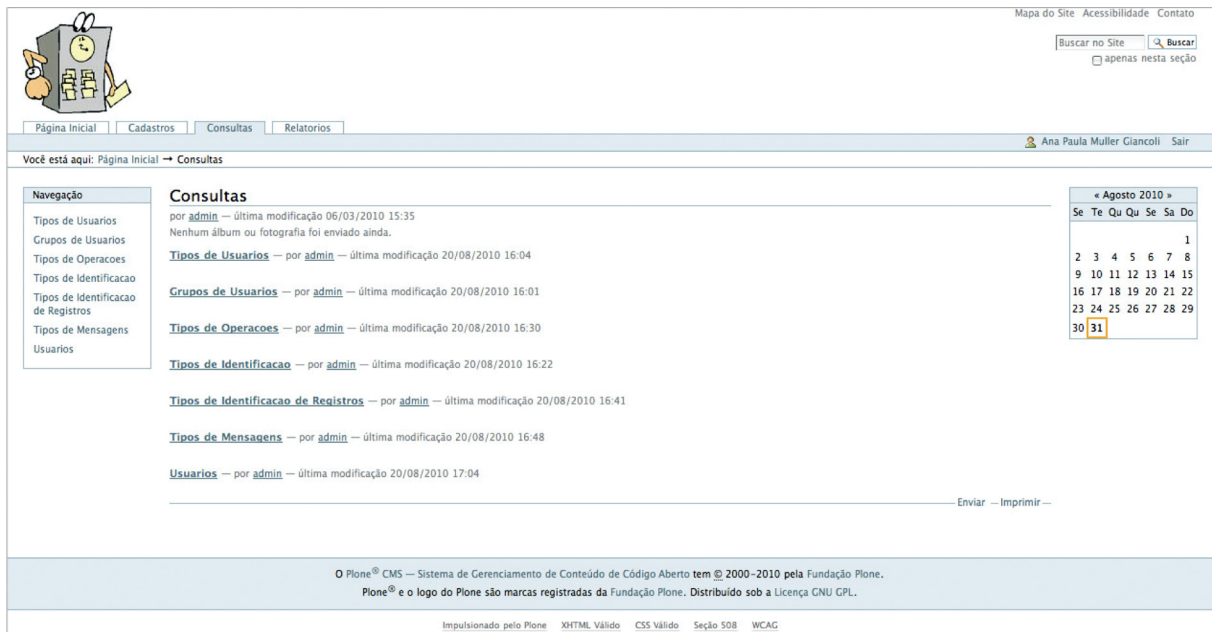 Mapa do Site Acessibilidade Contato
Buscar no Site Buscar
apenas nesta seção
Página Inicial Cadastros Consultas Relatorios
Ana Paula Muller Giancoli Sair
Você está aqui: Página Inicial → Consultas
Navegação
Tipos de Usuarios
Grupos de Usuarios
Tipos de Operacoes
Tipos de Identificacao
Tipos de Identificacao
de Registros
Tipos de Mensagens
Usuarios
Consultas
por admin — última modificação 06/03/2010 15:35
Nenhum álbum ou fotografia foi enviado ainda.
Tipos de Usuarios — por admin — última modificação 20/08/2010 16:04
Grupos de Usuarios — por admin — última modificação 20/08/2010 16:01
Tipos de Operacoes — por admin — última modificação 20/08/2010 16:30
Tipos de Identificacao — por admin — última modificação 20/08/2010 16:22
Tipos de Identificacao de Registros — por admin — última modificação 20/08/2010 16:41
Tipos de Mensagens — por admin — última modificação 20/08/2010 16:48
Usuarios — por admin — última modificação 20/08/2010 17:04
Enviar — Imprimir —
« Agosto 2010 »
Se Te Qu Qu Se Sa Do
1
2 3 4 5 6 7 8
9 10 11 12 13 14 15
16 17 18 19 20 21 22
23 24 25 26 27 28 29
30 31
O Plone® CMS — Sistema de Gerenciamento de Conteúdo de Código Aberto tem © 2000-2010 pela Fundação Plone.
Plone® e o logo do Plone são marcas registradas da Fundação Plone. Distribuído sob a Licença GNU GPL.
Impulsionado pelo Plone XHTML Válido CSS Válido Seção 508 WCAG